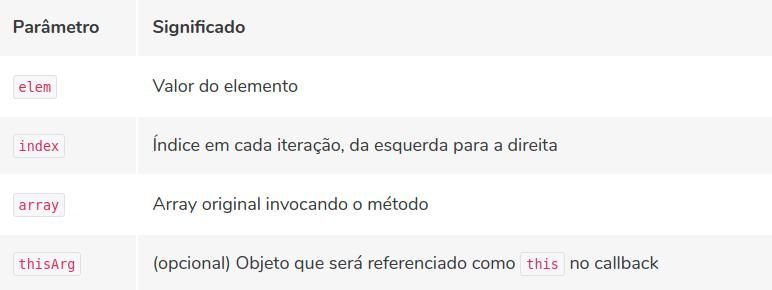 Parâmetro Significado
elem Valor do elemento
index Índice em cada iteração, da esquerda para a direita
array Array original invocando o método
thisArg (opcional) Objeto que será referenciado como this no callback